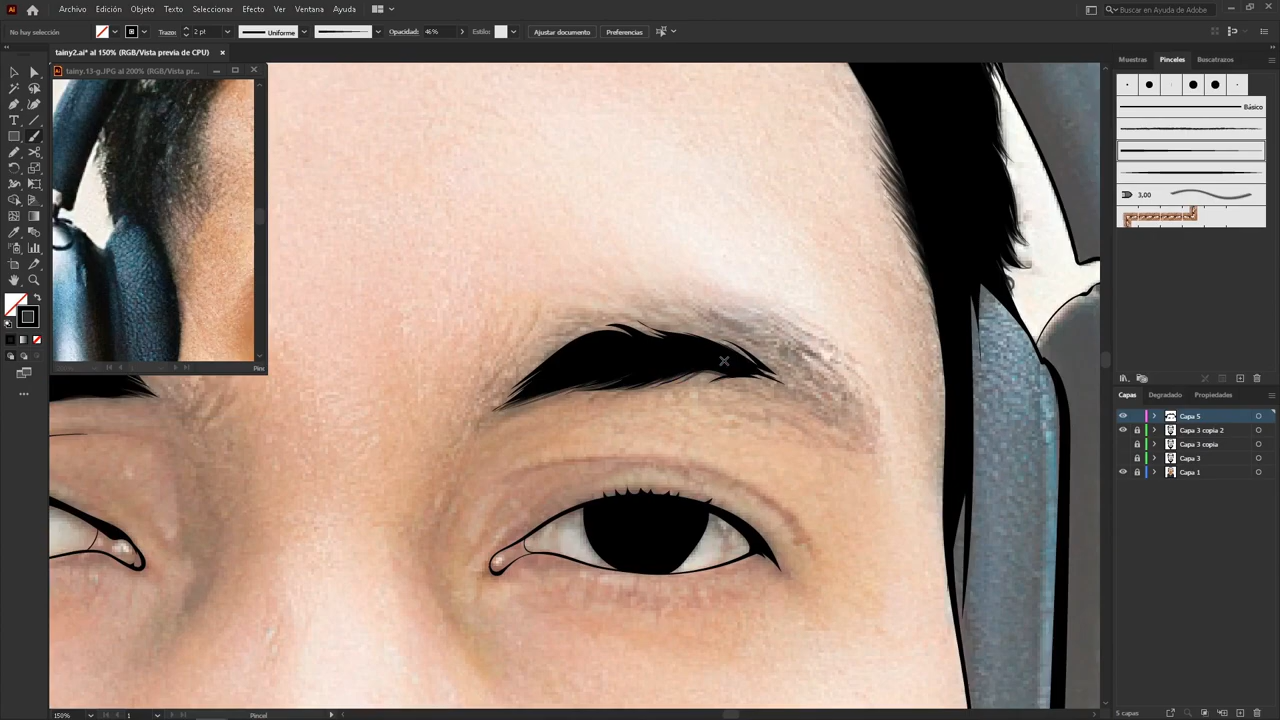 Ai Archivo Edición Objeto Texto Seleccionar Efecto Ver Ventana Ayuda Buscar en Ayuda de Adobe
No hay selección Trazo: 2 pt Uniforme Opacidad: 46% Estilo: Ajustar documento Preferencias
tainy2.ai* al 150% (RGB/Vista previa de CPU)
tainy.13-g.JPG al 200% (RGB/Vista pr...
Muestras Pinceles Buscatrazos
Básico
3,00
Capas Degradado Propiedades
Capa 5
Capa 3 copia 2
Capa 3 copia
Capa 3
Capa 1
150% 1 Pincel 5 capas